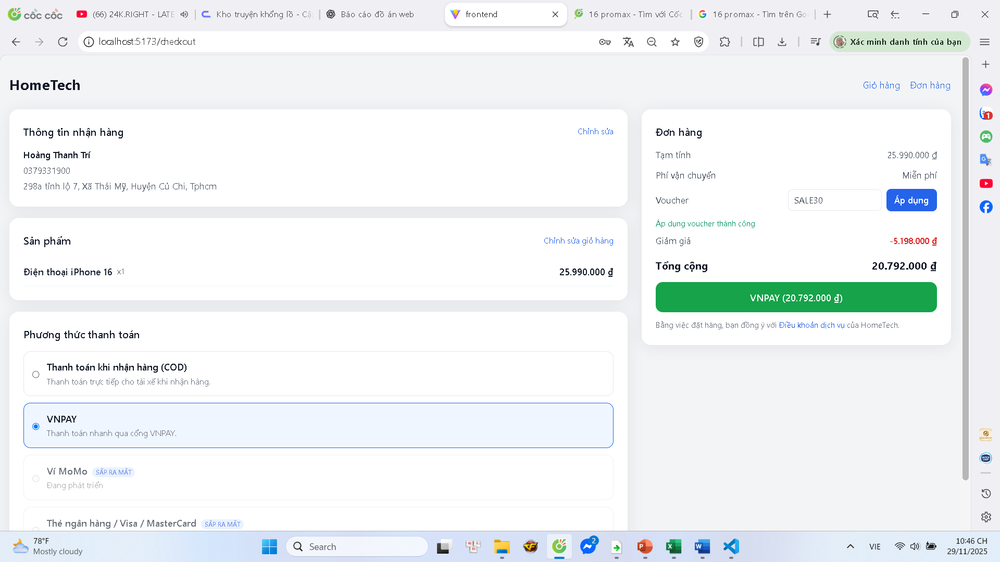 cốc cốc
(66) 24K.RIGHT - LATE
Kho truyện khổng lồ - Cậ
Báo cáo đồ án web
frontend
16 promax - Tìm với Cốc
16 promax - Tìm trên Goo
localhost:5173/checkout
Xác minh danh tính của bạn
HomeTech
Giỏ hàng
Đơn hàng
Thông tin nhận hàng
Chỉnh sửa
Hoàng Thanh Trí
0379331900
298a tỉnh lộ 7, Xã Thái Mỹ, Huyện Củ Chi, Tphcm
Sản phẩm
Chỉnh sửa giỏ hàng
Điện thoại iPhone 16 x1
25.990.000 ₫
Phương thức thanh toán
Thanh toán khi nhận hàng (COD)
Thanh toán trực tiếp cho tài xế khi nhận hàng.
VNPAY
Thanh toán nhanh qua cổng VNPAY.
Ví MoMo SẮP RA MẮT
Đang phát triển
Thẻ ngân hàng / Visa / MasterCard SẮP RA MẮT
Đơn hàng
Tạm tính 25.990.000 ₫
Phí vận chuyển Miễn phí
Voucher SALE30 Áp dụng
Áp dụng voucher thành công
Giảm giá -5.198.000 ₫
Tổng cộng 20.792.000 ₫
VNPAY (20.792.000 ₫)
Bằng việc đặt hàng, bạn đồng ý với Điều khoản dịch vụ của HomeTech.
1
78°F
Mostly cloudy
Search
2
VIE
10:46 CH
29/11/2025